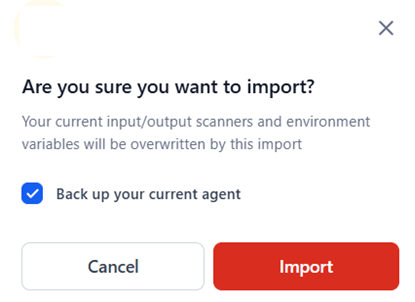 Are you sure you want to import?
Your current input/output scanners and environment
variables will be overwritten by this import
Back up your current agent
Cancel
Import